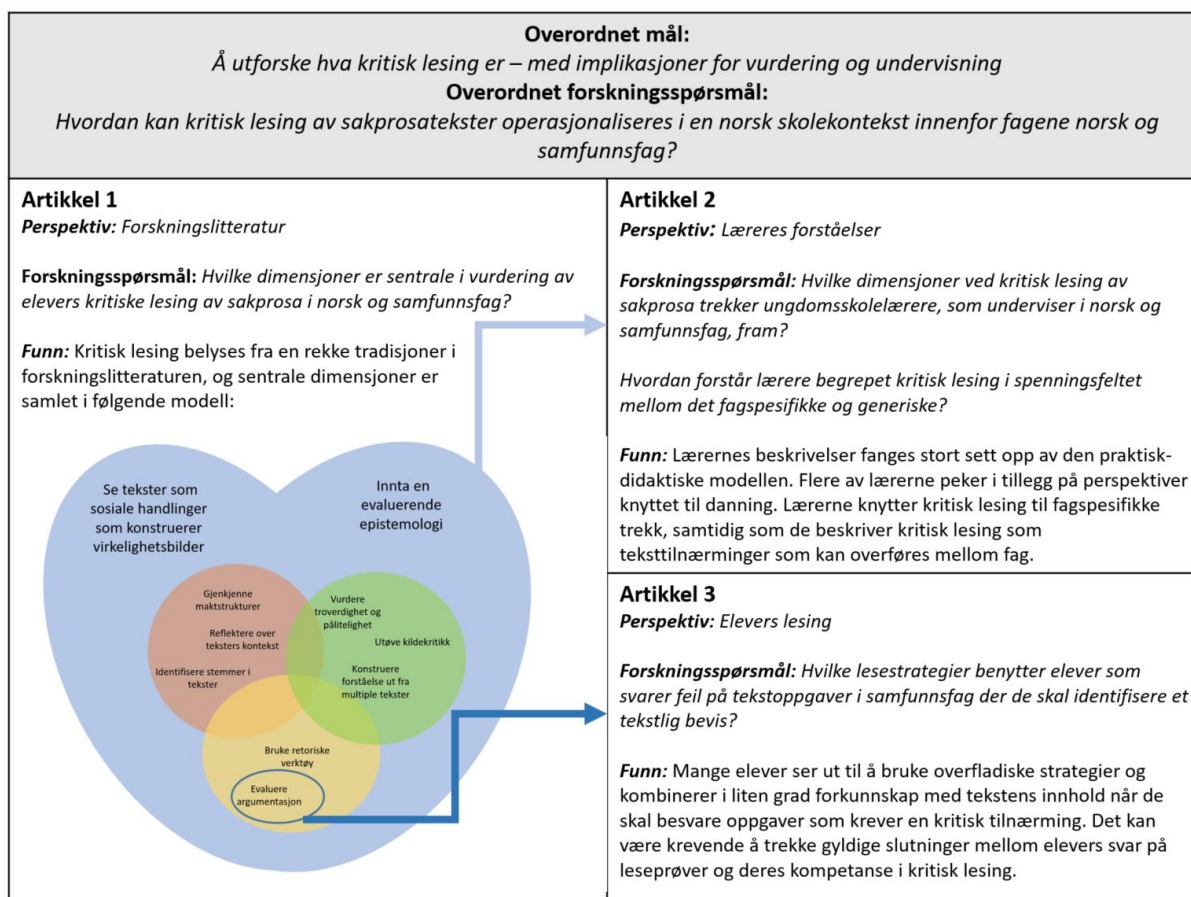 Overordnet mål:
Å utforske hva kritisk lesing er – med implikasjoner for vurdering og undervisning
Overordnet forskningsspørsmål:
Hvordan kan kritisk lesing av sakprosatekster operasjonaliseres i en norsk skolekontekst innenfor fagene norsk og
samfunnsfag?
Artikkel 1
Perspektiv: Forskningslitteratur
Forskningsspørsmål: Hvilke dimensjoner er sentrale i vurdering av
elevers kritiske lesing av sakprosa i norsk og samfunnsfag?
Funn: Kritisk lesing belyses fra en rekke tradisjoner i
forskningslitteraturen, og sentrale dimensjoner er
samlet i følgende modell:
Se tekster som
sosiale handlinger
som konstruerer
virkelighetsbilder
Innta en
evaluerende
epistemologi
Gjenkjenne
maktstrukturer
Reflektere over
teksters kontekst
Identifisere stemmer i
tekster
Vurdere
troverdighet og
pålitelighet
Utøve kildekritikk
Konstruere
forståelse ut fra
multiple tekster
Bruke retoriske
verktøy
Evaluere
argumentasjon
Artikkel 2
Perspektiv: Læreres forståelser
Forskningsspørsmål: Hvilke dimensjoner ved kritisk lesing av
sakprosa trekker ungdomsskolelærere, som underviser i norsk og
samfunnsfag, fram?
Hvordan forstår lærere begrepet kritisk lesing i spenningsfeltet
mellom det fagspesifikke og generiske?
Funn: Lærernes beskrivelser fanges stort sett opp av den praktisk-
didaktiske modellen. Flere av lærerne peker i tillegg på perspektiver
knyttet til danning. Lærerne knytter kritisk lesing til fagspesifikke
trekk, samtidig som de beskriver kritisk lesing som
teksttilnærminger som kan overføres mellom fag.
Artikkel 3
Perspektiv: Elevers lesing
Forskningsspørsmål: Hvilke lesestrategier benytter elever som
svarer feil på tekstoppgaver i samfunnsfag der de skal identifisere et
tekstlig bevis?
Funn: Mange elever ser ut til å bruke overfladiske strategier og
kombinerer i liten grad forkunnskap med tekstens innhold når de
skal besvare oppgaver som krever en kritisk tilnærming. Det kan
være krevende å trekke gyldige slutninger mellom elevers svar på
leseprøver og deres kompetanse i kritisk lesing.